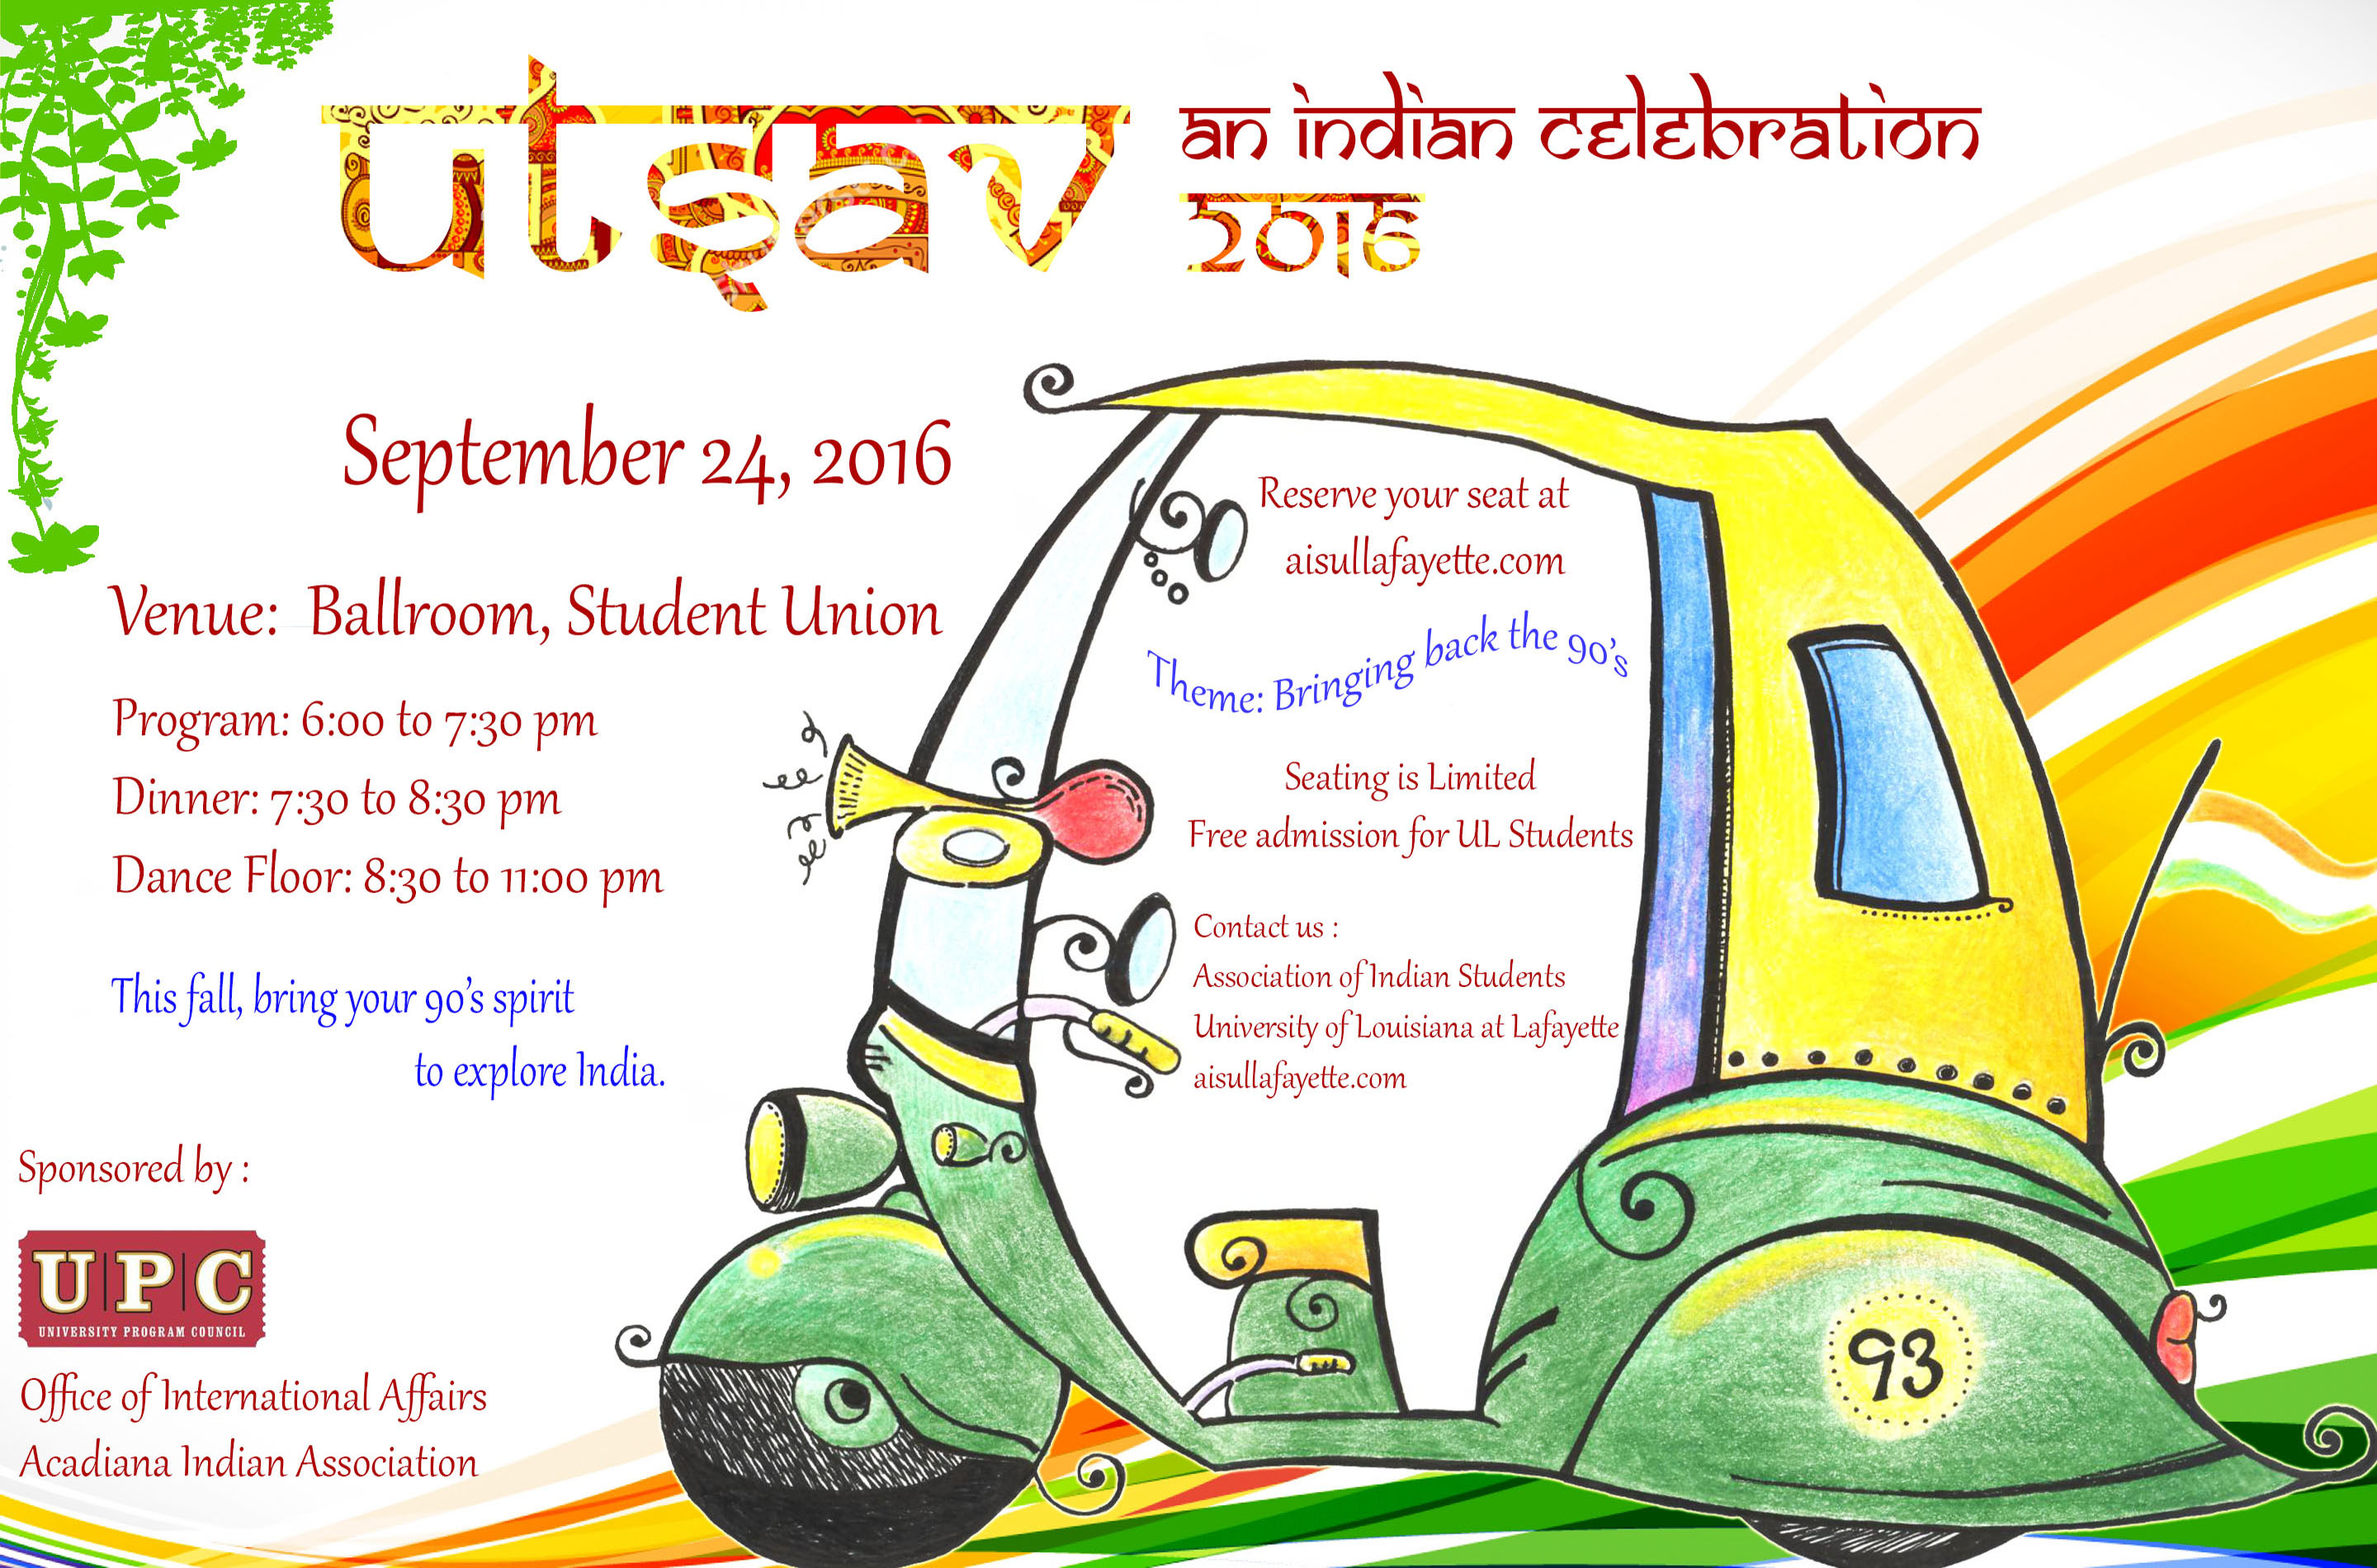 utsav
an indian celebration
2016
September 24, 2016
Venue: Ballroom, Student Union
Program: 6:00 to 7:30 pm
Dinner: 7:30 to 8:30 pm
Dance Floor: 8:30 to 11:00 pm
This fall, bring your 90's spirit
to explore India.
Sponsored by :
U|P|C
UNIVERSITY PROGRAM COUNCIL
Office of International Affairs
Acadiana Indian Association
Reserve your seat at
aisullafayette.com
Theme: Bringing back the 90's
Seating is Limited
Free admission for UL Students
Contact us :
Association of Indian Students
University of Louisiana at Lafayette
aisullafayette.com
93